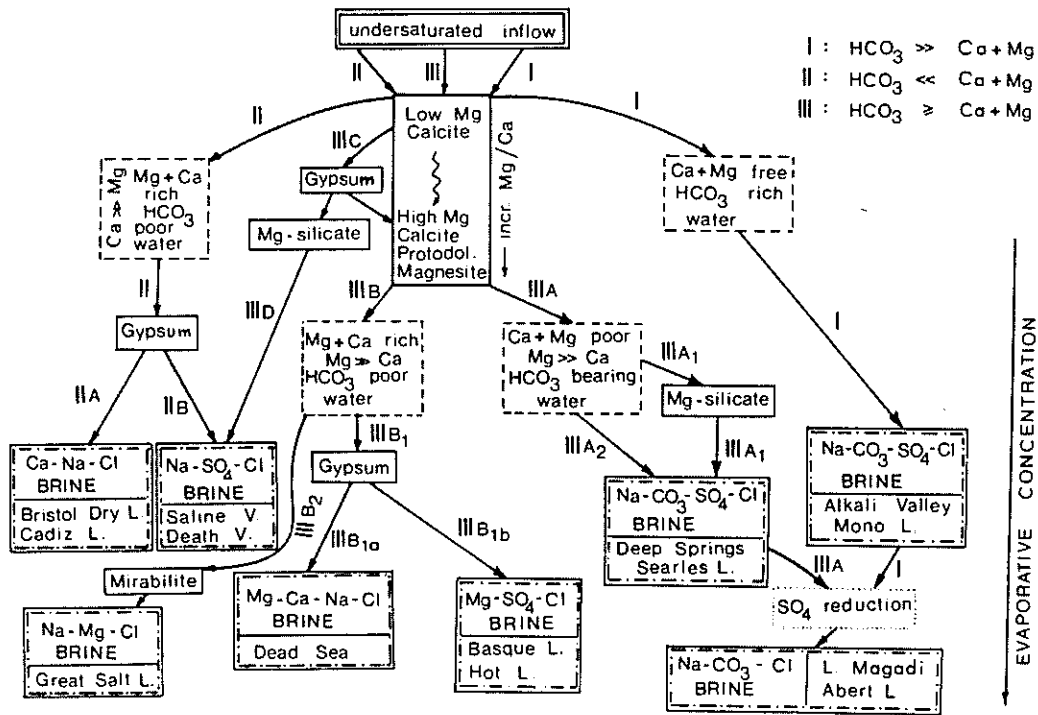 undersaturated inflow
I : HCO3 >> Ca + Mg
II : HCO3 << Ca + Mg
III : HCO3 ≥ Ca + Mg
II
III
I
II
I
Low Mg
Calcite
High Mg
Calcite
Protodol.
Magnesite
incr. Mg/Ca
IIIC
Gypsum
Mg-silicate
Ca >> Mg
Mg + Ca
rich
HCO3
poor
water
Ca + Mg free
HCO3 rich
water
II
Gypsum
IIID
IIIB
IIIA
Mg + Ca rich
Mg >> Ca
HCO3 poor
water
Ca + Mg poor
Mg >> Ca
HCO3 bearing
water
IIIA1
Mg-silicate
I
IIA
IIB
IIIB1
Gypsum
IIIA2
IIIA1
Ca-Na-Cl
BRINE
Bristol Dry L.
Cadiz L.
Na-SO4-Cl
BRINE
Saline V.
Death V.
IIIB2
IIIB1a
IIIB1b
Na-CO3-SO4-Cl
BRINE
Deep Springs
Searles L.
Na-CO3-SO4-Cl
BRINE
Alkali Valley
Mono L.
Mirabilite
Na-Mg-Cl
BRINE
Great Salt L.
Mg-Ca-Na-Cl
BRINE
Dead Sea
Mg-SO4-Cl
BRINE
Basque L.
Hot L.
IIIA
I
SO4 reduction
Na-CO3-Cl
BRINE
L. Magadi
Abert L
EVAPORATIVE CONCENTRATION